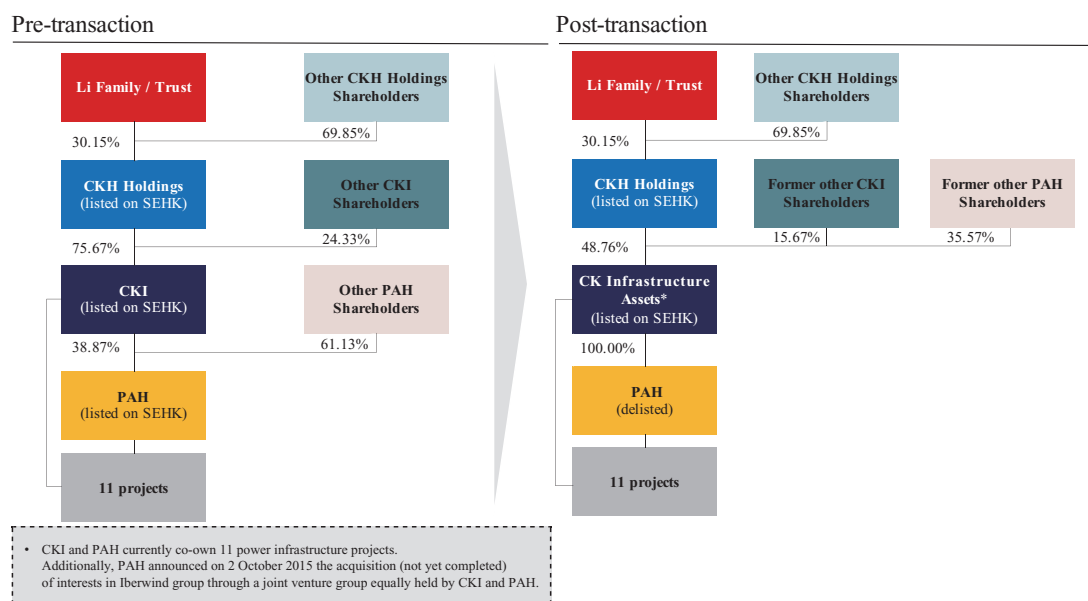 Pre-transaction
Li Family / Trust
Other CKH Holdings
Shareholders
30.15%
69.85%
CKH Holdings
(listed on SEHK)
Other CKI
Shareholders
75.67%
24.33%
CKI
(listed on SEHK)
Other PAH
Shareholders
38.87%
61.13%
PAH
(listed on SEHK)
11 projects
• CKI and PAH currently co-own 11 power infrastructure projects.
Additionally, PAH announced on 2 October 2015 the acquisition (not yet completed)
of interests in Iberwind group through a joint venture group equally held by CKI and PAH.
Post-transaction
Li Family / Trust
Other CKH Holdings
Shareholders
30.15%
69.85%
CKH Holdings
(listed on SEHK)
Former other CKI
Shareholders
Former other PAH
Shareholders
48.76%
15.67%
35.57%
CK Infrastructure
Assets*
(listed on SEHK)
100.00%
PAH
(delisted)
11 projects